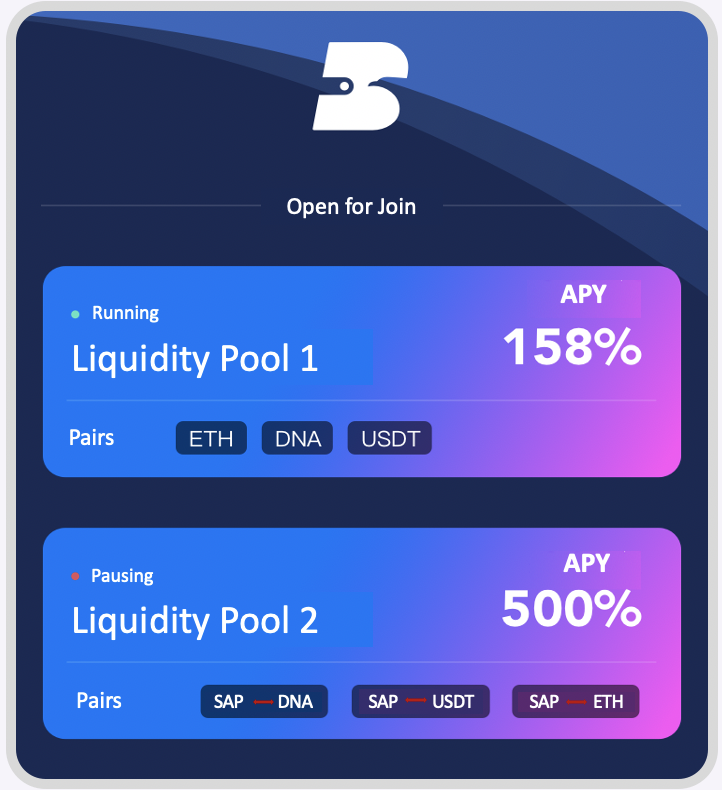 Open for Join
Running
APY
Liquidity Pool 1
158%
Pairs
ETH
DNA
USDT
Pausing
APY
Liquidity Pool 2
500%
Pairs
SAP DNA
SAP USDT
SAP ETH